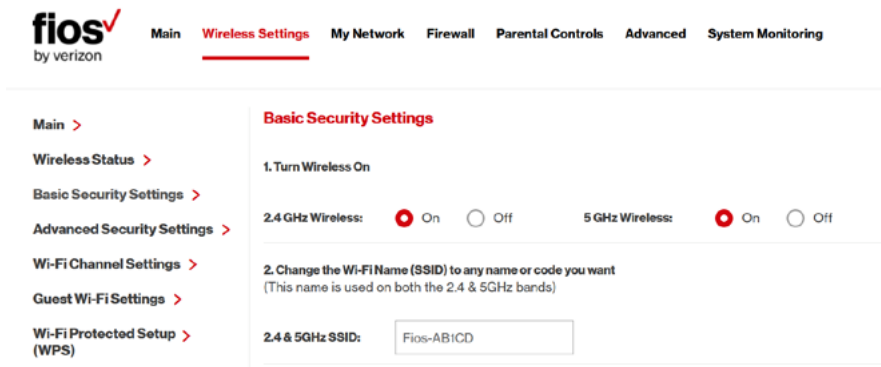 fios
by verizon
Main Wireless Settings My Network Firewall Parental Controls Advanced System Monitoring
Main >
Wireless Status >
Basic Security Settings >
Advanced Security Settings >
Wi-Fi Channel Settings >
Guest Wi-Fi Settings >
Wi-Fi Protected Setup >
(WPS)
Basic Security Settings
1. Turn Wireless On
2.4 GHz Wireless: On Off 5 GHz Wireless: On Off
2. Change the Wi-Fi Name (SSID) to any name or code you want
(This name is used on both the 2.4 & 5GHz bands)
2.4 & 5GHz SSID: Fios-AB1CD